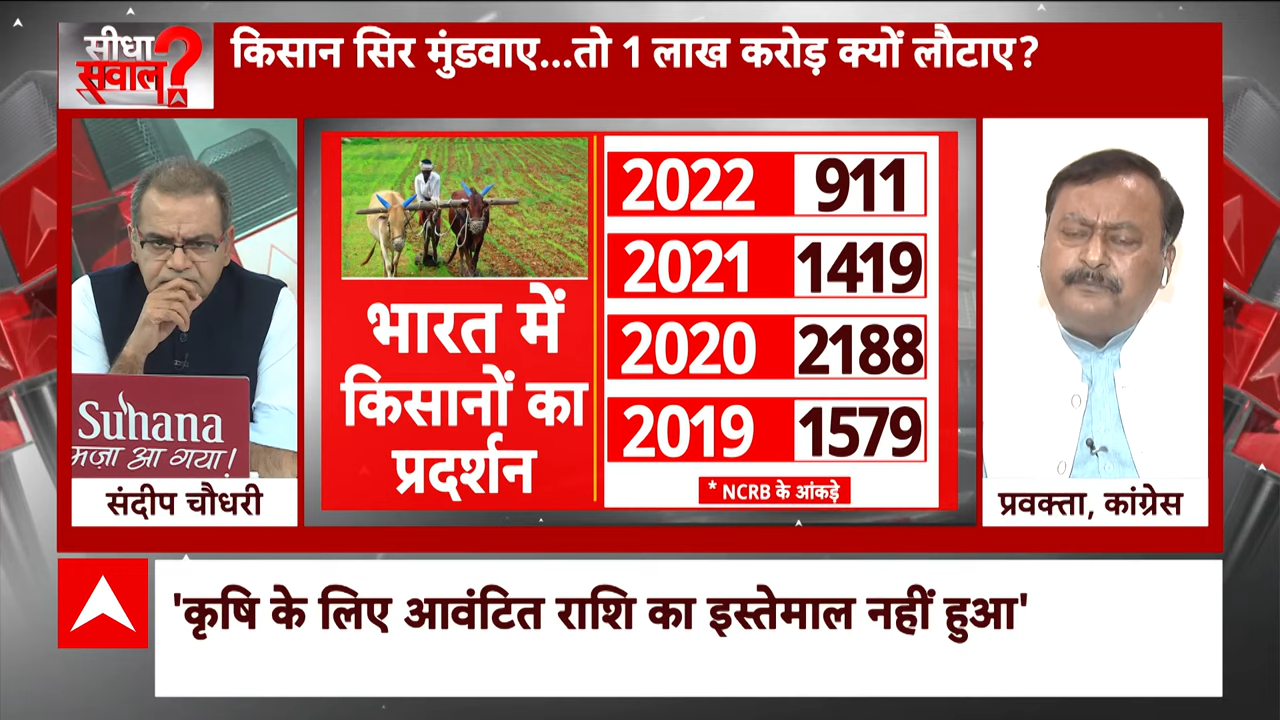 सीधा
सवाल?
किसान सिर मुंडवाए...तो 1 लाख करोड़ क्यों लौटाए?
भारत में
किसानों का
प्रदर्शन
2022 911
2021 1419
2020 2188
2019 1579
* NCRB के आंकड़े
Suhana
मज़ा आ गया!
संदीप चौधरी
प्रवक्ता, कांग्रेस
'कृषि के लिए आवंटित राशि का इस्तेमाल नहीं हुआ'